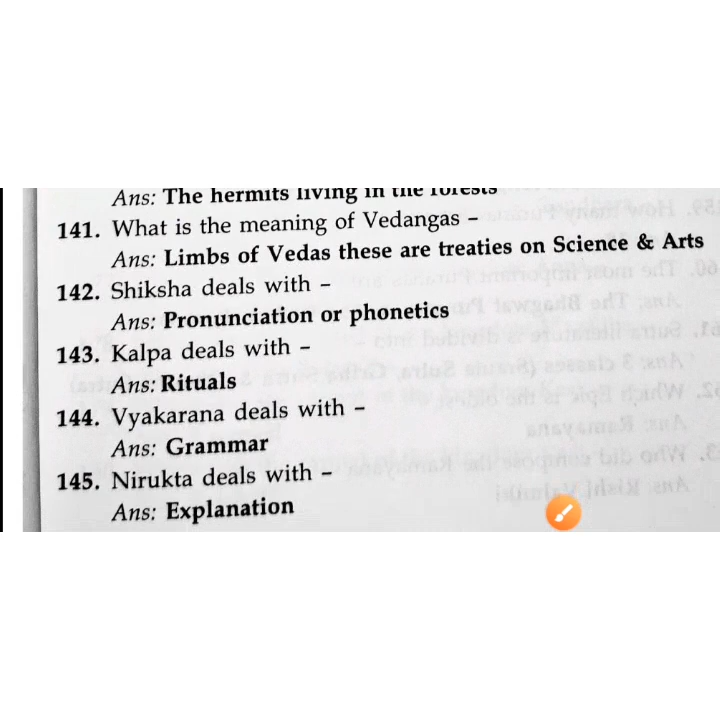 Ans: The hermits living in the forests
141. What is the meaning of Vedangas –
Ans: Limbs of Vedas these are treaties on Science & Arts
142. Shiksha deals with –
Ans: Pronunciation or phonetics
143. Kalpa deals with –
Ans: Rituals
144. Vyakarana deals with –
Ans: Grammar
145. Nirukta deals with –
Ans: Explanation